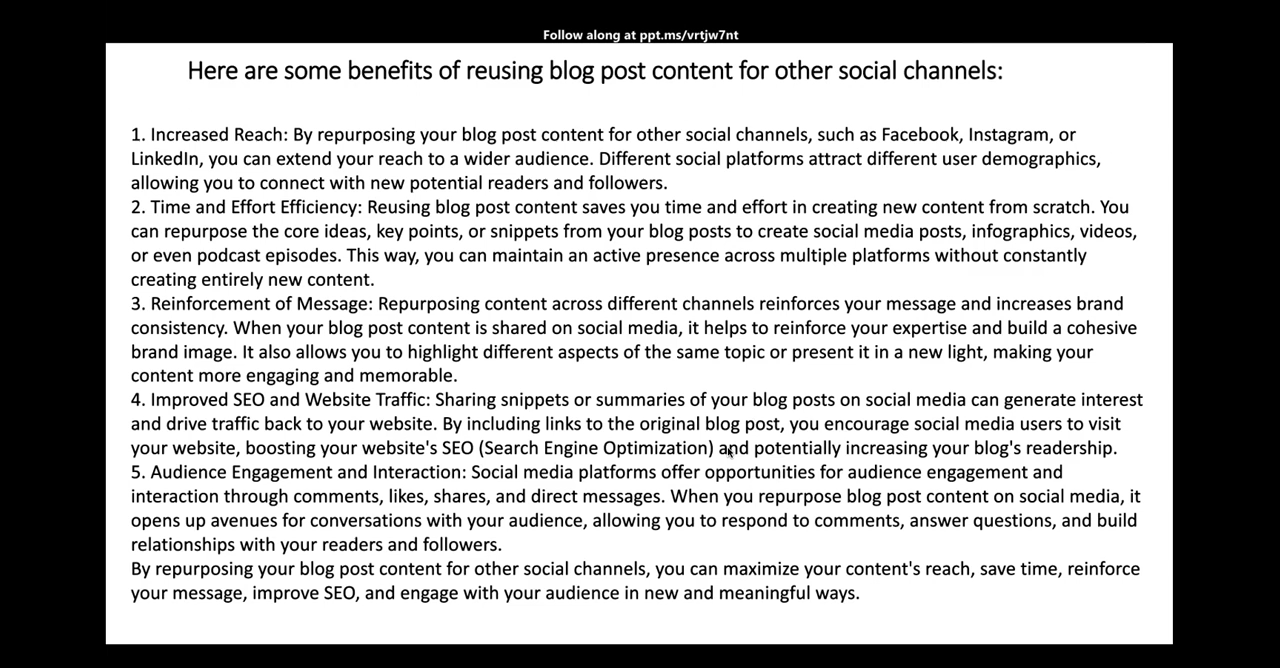 Follow along at ppt.ms/vrtjw7nt
Here are some benefits of reusing blog post content for other social channels:
1. Increased Reach: By repurposing your blog post content for other social channels, such as Facebook, Instagram, or
LinkedIn, you can extend your reach to a wider audience. Different social platforms attract different user demographics,
allowing you to connect with new potential readers and followers.
2. Time and Effort Efficiency: Reusing blog post content saves you time and effort in creating new content from scratch. You
can repurpose the core ideas, key points, or snippets from your blog posts to create social media posts, infographics, videos,
or even podcast episodes. This way, you can maintain an active presence across multiple platforms without constantly
creating entirely new content.
3. Reinforcement of Message: Repurposing content across different channels reinforces your message and increases brand
consistency. When your blog post content is shared on social media, it helps to reinforce your expertise and build a cohesive
brand image. It also allows you to highlight different aspects of the same topic or present it in a new light, making your
content more engaging and memorable.
4. Improved SEO and Website Traffic: Sharing snippets or summaries of your blog posts on social media can generate interest
and drive traffic back to your website. By including links to the original blog post, you encourage social media users to visit
your website, boosting your website's SEO (Search Engine Optimization) and potentially increasing your blog's readership.
5. Audience Engagement and Interaction: Social media platforms offer opportunities for audience engagement and
interaction through comments, likes, shares, and direct messages. When you repurpose blog post content on social media, it
opens up avenues for conversations with your audience, allowing you to respond to comments, answer questions, and build
relationships with your readers and followers.
By repurposing your blog post content for other social channels, you can maximize your content's reach, save time, reinforce
your message, improve SEO, and engage with your audience in new and meaningful ways.